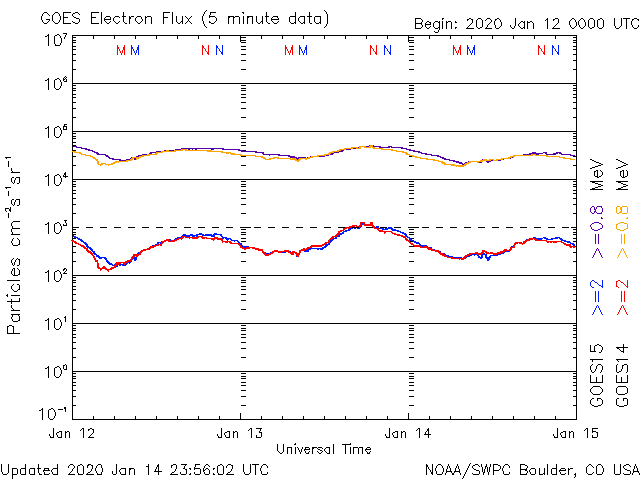 GOES Electron Flux (5 minute data)
Begin: 2020 Jan 12 0000 UTC
10⁷
10⁶
10⁵
10⁴
10³
10²
10¹
10⁰
10⁻¹
M M N N M M N N M M N N
Particles cm⁻²s⁻¹sr⁻¹
Jan 12 Jan 13 Jan 14 Jan 15
Universal Time
GOES15 >=2 >=0.8 MeV
GOES14 >=2 >=0.8 MeV
Updated 2020 Jan 14 23:56:02 UTC
NOAA/SWPC Boulder, CO USA